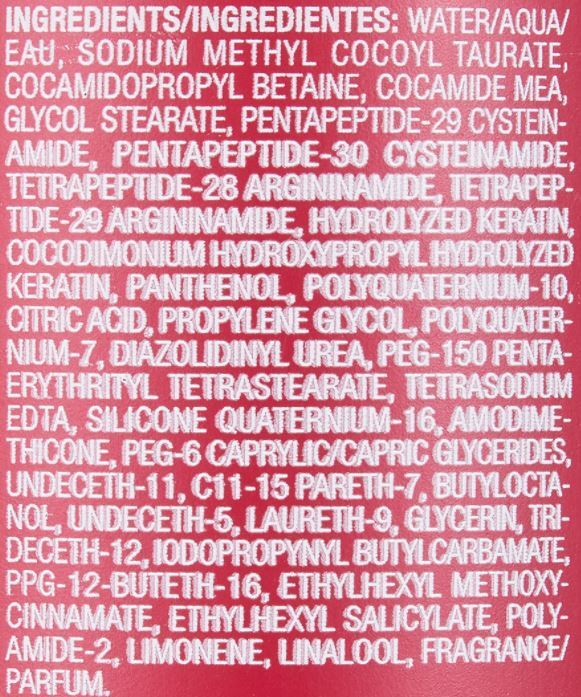 INGREDIENTS/INGREDIENTES: WATER/AQUA/
EAU, SODIUM METHYL COCOYL TAURATE,
COCAMIDOPROPYL BETAINE, COCAMIDE MEA,
GLYCOL STEARATE, PENTAPEPTIDE-29 CYSTEIN-
AMIDE, PENTAPEPTIDE-30 CYSTEINAMIDE,
TETRAPEPTIDE-28 ARGININAMIDE, TETRAPEP-
TIDE-29 ARGININAMIDE, HYDROLYZED KERATIN,
COCODIMONIUM HYDROXYPROPYL HYDROLYZED
KERATIN, PANTHENOL, POLYQUATERNIUM-10,
CITRIC ACID, PROPYLENE GLYCOL, POLYQUATER-
NIUM-7, DIAZOLIDINYL UREA, PEG-150 PENTA-
ERYTHRITYL TETRASTEARATE, TETRASODIUM
EDTA, SILICONE QUATERNIUM-16, AMODIME-
THICONE, PEG-6 CAPRYLIC/CAPRIC GLYCERIDES,
UNDECETH-11, C11-15 PARETH-7, BUTYLOCTA-
NOL, UNDECETH-5, LAURETH-9, GLYCERIN, TRI-
DECETH-12, IODOPROPYNYL BUTYLCARBAMATE,
PPG-12-BUTETH-16, ETHYLHEXYL METHOXY-
CINNAMATE, ETHYLHEXYL SALICYLATE, POLY-
AMIDE-2, LIMONENE, LINALOOL, FRAGRANCE/
PARFUM.